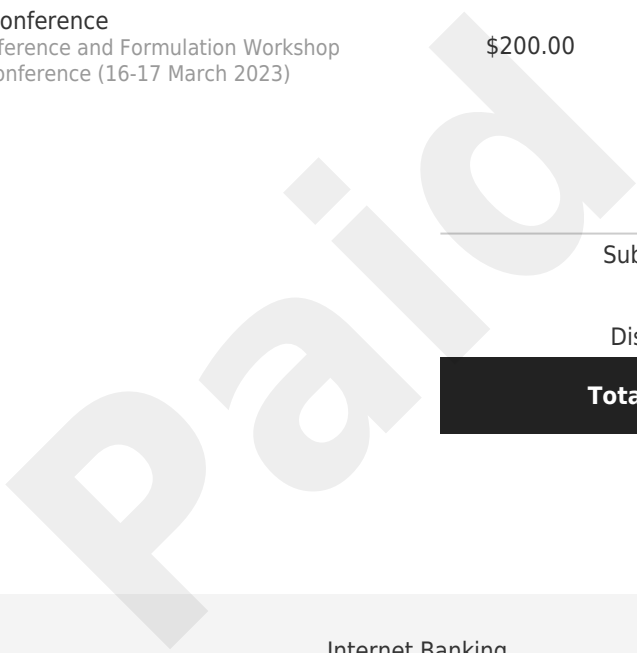 onference
ference and Formulation Workshop
onference (16-17 March 2023)
$200.00
Sub
Dis
Tota
Paid
Internet Banking